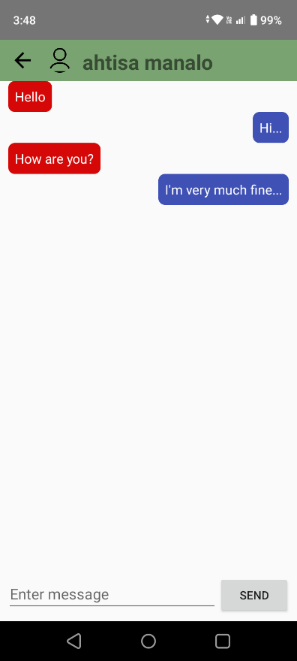 3:48
99%
ahtisa manalo
Hello
Hi...
How are you?
I'm very much fine...
Enter message
SEND